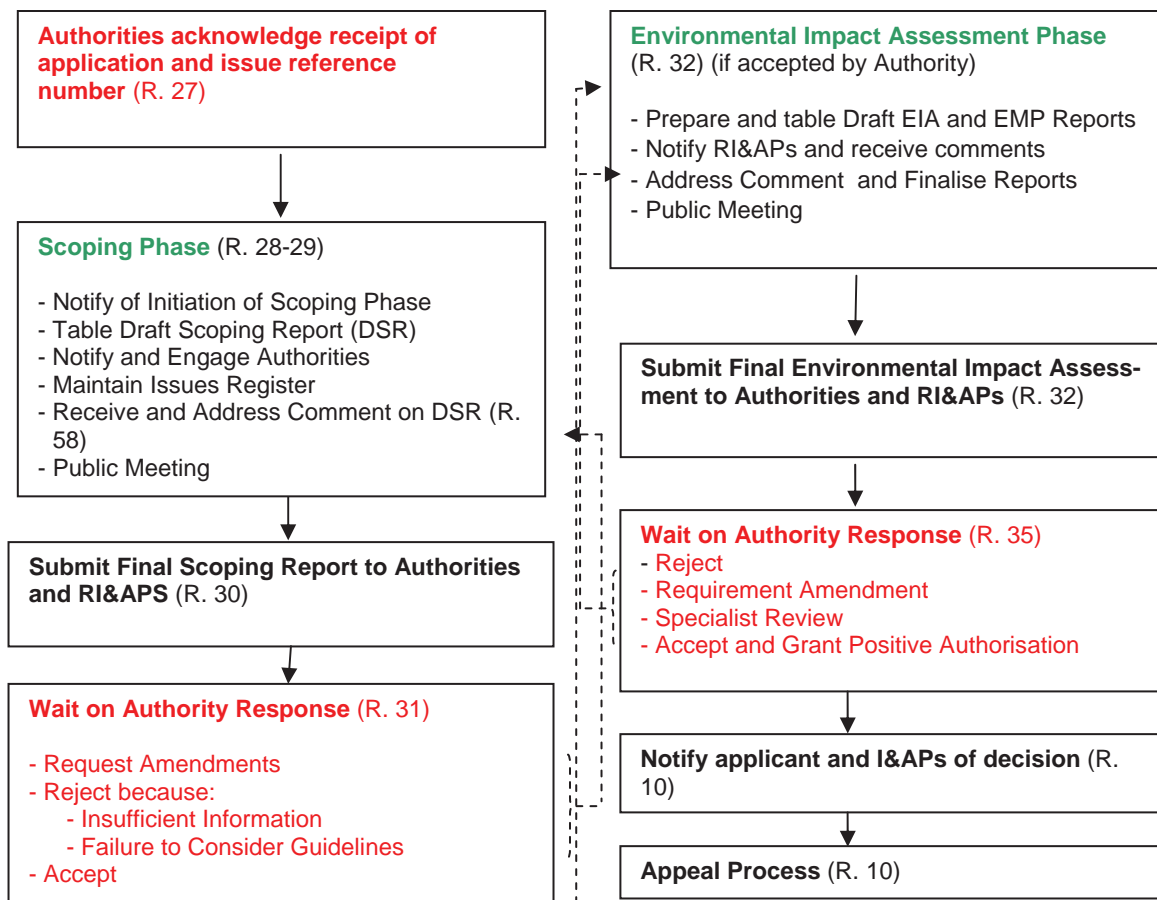 Authorities acknowledge receipt of
application and issue reference
number (R. 27)
Scoping Phase (R. 28-29)
- Notify of Initiation of Scoping Phase
- Table Draft Scoping Report (DSR)
- Notify and Engage Authorities
- Maintain Issues Register
- Receive and Address Comment on DSR (R.
58)
- Public Meeting
Submit Final Scoping Report to Authorities
and RI&APS (R. 30)
Wait on Authority Response (R. 31)
- Request Amendments
- Reject because:
- Insufficient Information
- Failure to Consider Guidelines
- Accept
Environmental Impact Assessment Phase
(R. 32) (if accepted by Authority)
- Prepare and table Draft EIA and EMP Reports
- Notify RI&APs and receive comments
- Address Comment and Finalise Reports
- Public Meeting
Submit Final Environmental Impact Assess-
ment to Authorities and RI&APs (R. 32)
Wait on Authority Response (R. 35)
- Reject
- Requirement Amendment
- Specialist Review
- Accept and Grant Positive Authorisation
Notify applicant and I&APs of decision (R.
10)
Appeal Process (R. 10)